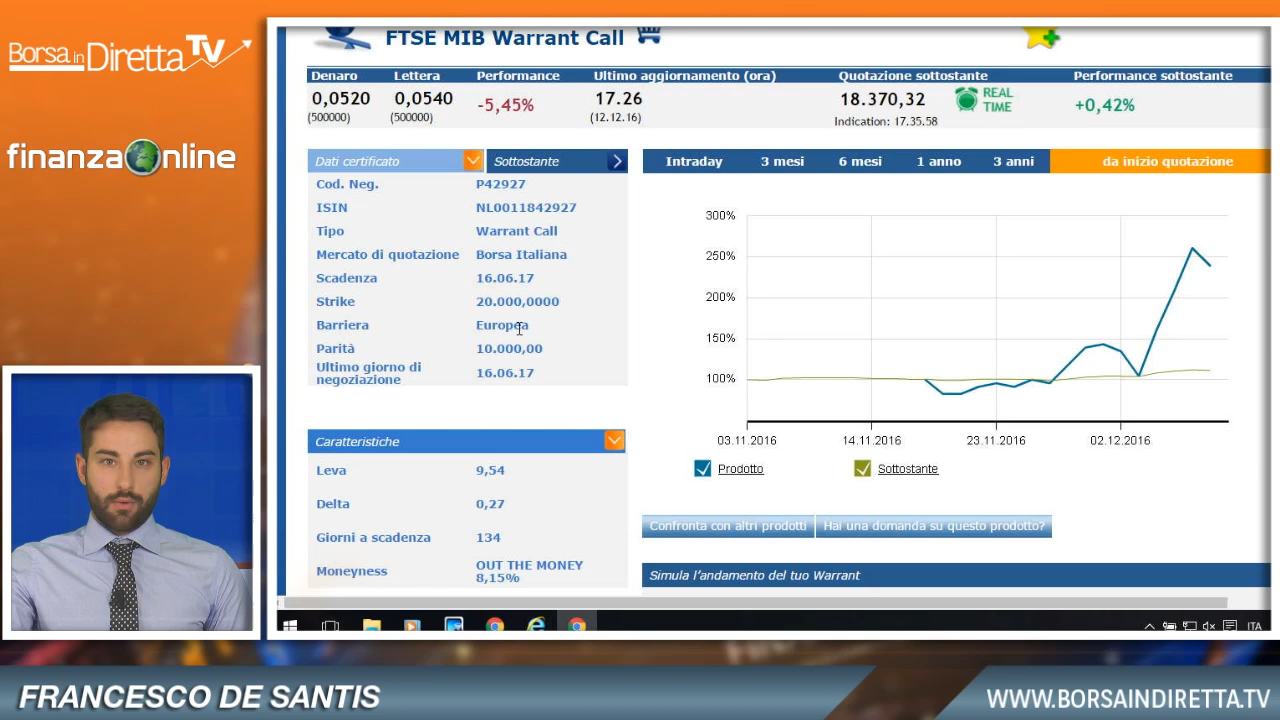 Borsa in Diretta TV
finanzaOnline
FTSE MIB Warrant Call
Denaro Lettera Performance Ultimo aggiornamento (ora) Quotazione sottostante Performance sottostante
0,0520 0,0540 -5,45% 17.26 18.370,32 REAL TIME +0,42%
(500000) (500000) (12.12.16) Indication: 17.35.58
Dati certificato Sottostante
Cod. Neg. P42927
ISIN NL0011842927
Tipo Warrant Call
Mercato di quotazione Borsa Italiana
Scadenza 16.06.17
Strike 20.000,0000
Barriera Europea
Parità 10.000,00
Ultimo giorno di negoziazione 16.06.17
Caratteristiche
Leva 9,54
Delta 0,27
Giorni a scadenza 134
Moneyness OUT THE MONEY 8,15%
Intraday 3 mesi 6 mesi 1 anno 3 anni da inizio quotazione
300%
250%
200%
150%
100%
03.11.2016 14.11.2016 23.11.2016 02.12.2016
Prodotto Sottostante
Confronta con altri prodotti Hai una domanda su questo prodotto?
Simula l'andamento del tuo Warrant
ITA
FRANCESCO DE SANTIS
WWW.BORSAINDIRETTA.TV